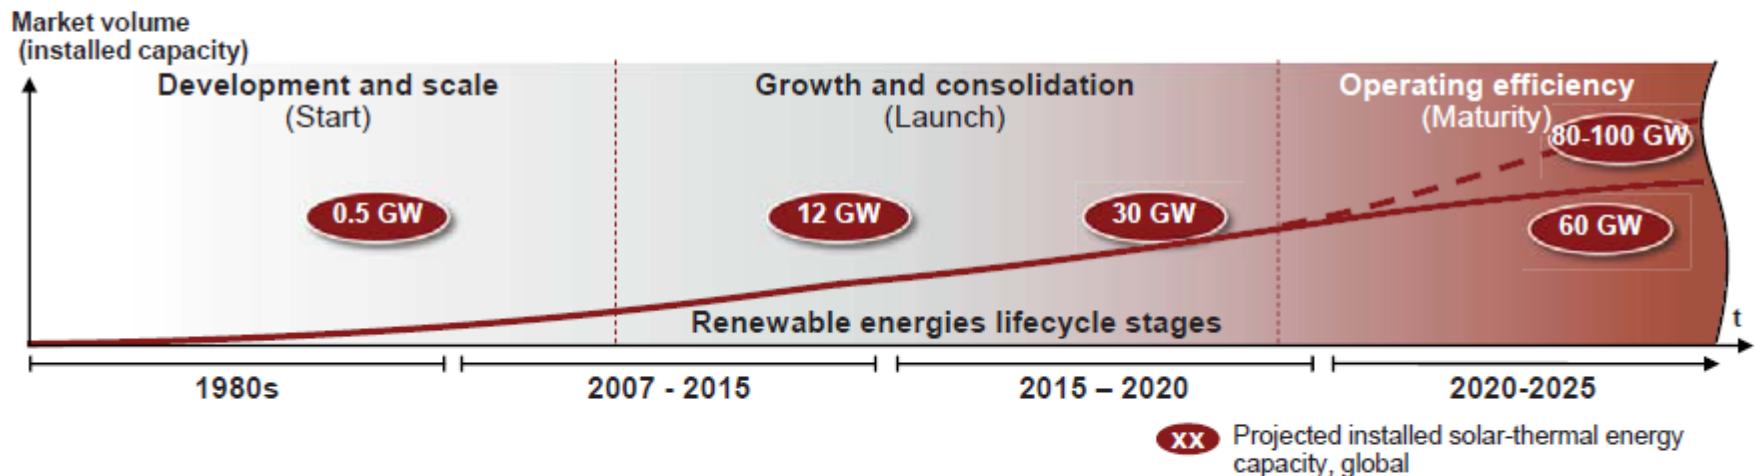 Market volume
(installed capacity)
Development and scale
(Start)
Growth and consolidation
(Launch)
Operating efficiency
(Maturity)
80-100 GW
0.5 GW
12 GW
30 GW
60 GW
Renewable energies lifecycle stages
t
1980s
2007 - 2015
2015 – 2020
2020-2025
xx
Projected installed solar-thermal energy
capacity, global